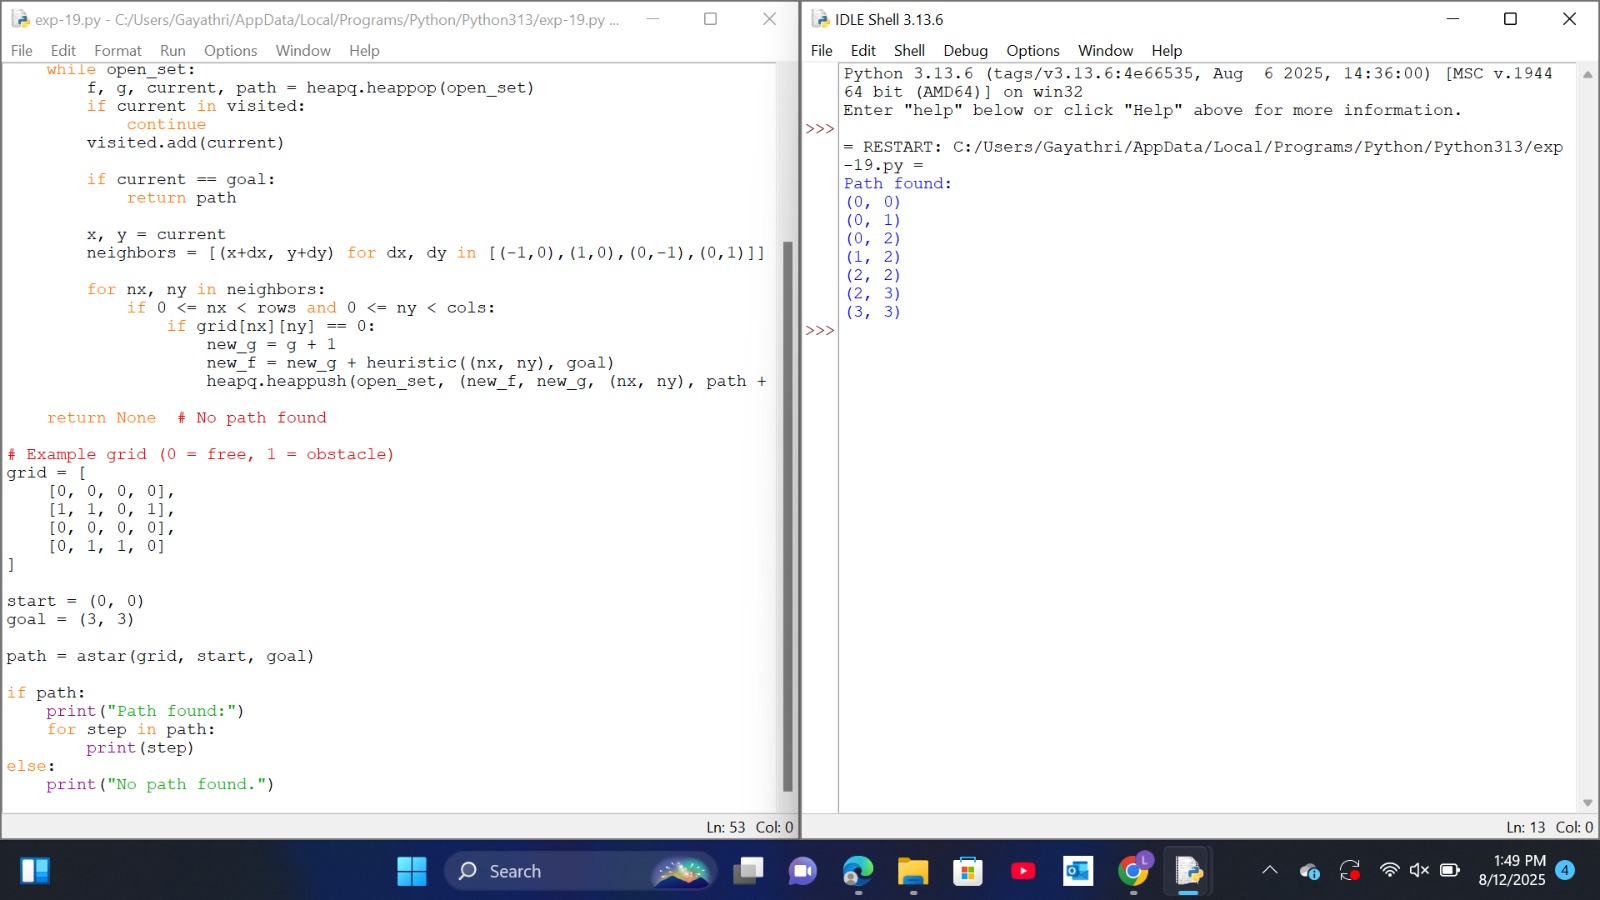 exp-19.py - C:/Users/Gayathri/AppData/Local/Programs/Python/Python313/exp-19.py ...
File Edit Format Run Options Window Help
    while open_set:
        f, g, current, path = heapq.heappop(open_set)
        if current in visited:
            continue
        visited.add(current)

        if current == goal:
            return path

        x, y = current
        neighbors = [(x+dx, y+dy) for dx, dy in [(-1,0),(1,0),(0,-1),(0,1)]]

        for nx, ny in neighbors:
            if 0 <= nx < rows and 0 <= ny < cols:
                if grid[nx][ny] == 0:
                    new_g = g + 1
                    new_f = new_g + heuristic((nx, ny), goal)
                    heapq.heappush(open_set, (new_f, new_g, (nx, ny), path +

    return None  # No path found

# Example grid (0 = free, 1 = obstacle)
grid = [
    [0, 0, 0, 0],
    [1, 1, 0, 1],
    [0, 0, 0, 0],
    [0, 1, 1, 0]
]

start = (0, 0)
goal = (3, 3)

path = astar(grid, start, goal)

if path:
    print("Path found:")
    for step in path:
        print(step)
else:
    print("No path found.")
Ln: 53 Col: 0
IDLE Shell 3.13.6
File Edit Shell Debug Options Window Help
Python 3.13.6 (tags/v3.13.6:4e66535, Aug  6 2025, 14:36:00) [MSC v.1944
64 bit (AMD64)] on win32
Enter "help" below or click "Help" above for more information.
>>>
= RESTART: C:/Users/Gayathri/AppData/Local/Programs/Python/Python313/exp
-19.py =
Path found:
(0, 0)
(0, 1)
(0, 2)
(1, 2)
(2, 2)
(2, 3)
(3, 3)
>>>
Ln: 13 Col: 0
Search
L
1:49 PM
8/12/2025
4